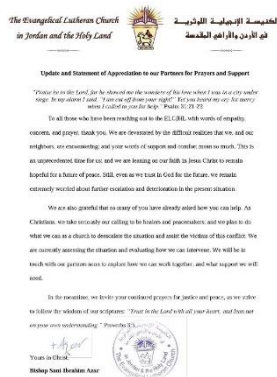 The Evangelical Lutheran Church
in Jordan and the Holy Land
الكنيسة الإنجيلية اللوثرية
في الأردن والأراضي المقدسة
Update and Statement of Appreciation to our Partners for Prayers and Support
"Praise be to the Lord, for he showed me the wonders of his love when I was in a city under
siege. In my alarm I said, "I am cut off from your sight!" Yet you heard my cry for mercy
when I called to you for help." Psalm 31:21-22
To all those who have been reaching out to the ELCJHL with words of empathy,
concern, and prayer, thank you. We are devastated by the difficult realities that we, and our
neighbors, are encountering; and your words of support and comfort mean so much. This is
an unprecedented time for us; and we are leaning on our faith in Jesus Christ to remain
hopeful for a future of peace. Still, even as we trust in God for the future, we remain
extremely worried about further escalation and deterioration in the present situation.
We are also grateful that so many of you have already asked how you can help. As
Christians, we take seriously our calling to be healers and peacemakers, and we plan to do
what we can as a church to deescalate the situation and assist the victims of this conflict. We
are currently assessing the situation and evaluating how we can intervene. We will be in
touch with our partners soon to explore how we can work together, and what support we will
need.
In the meantime, we invite your continued prayers for justice and peace, as we strive
to follow the wisdom of our scriptures: "Trust in the Lord with all your heart, and lean not
on your own understanding." Proverbs 3:5
Yours in Christ
Bishop Sani Ibrahim Azar